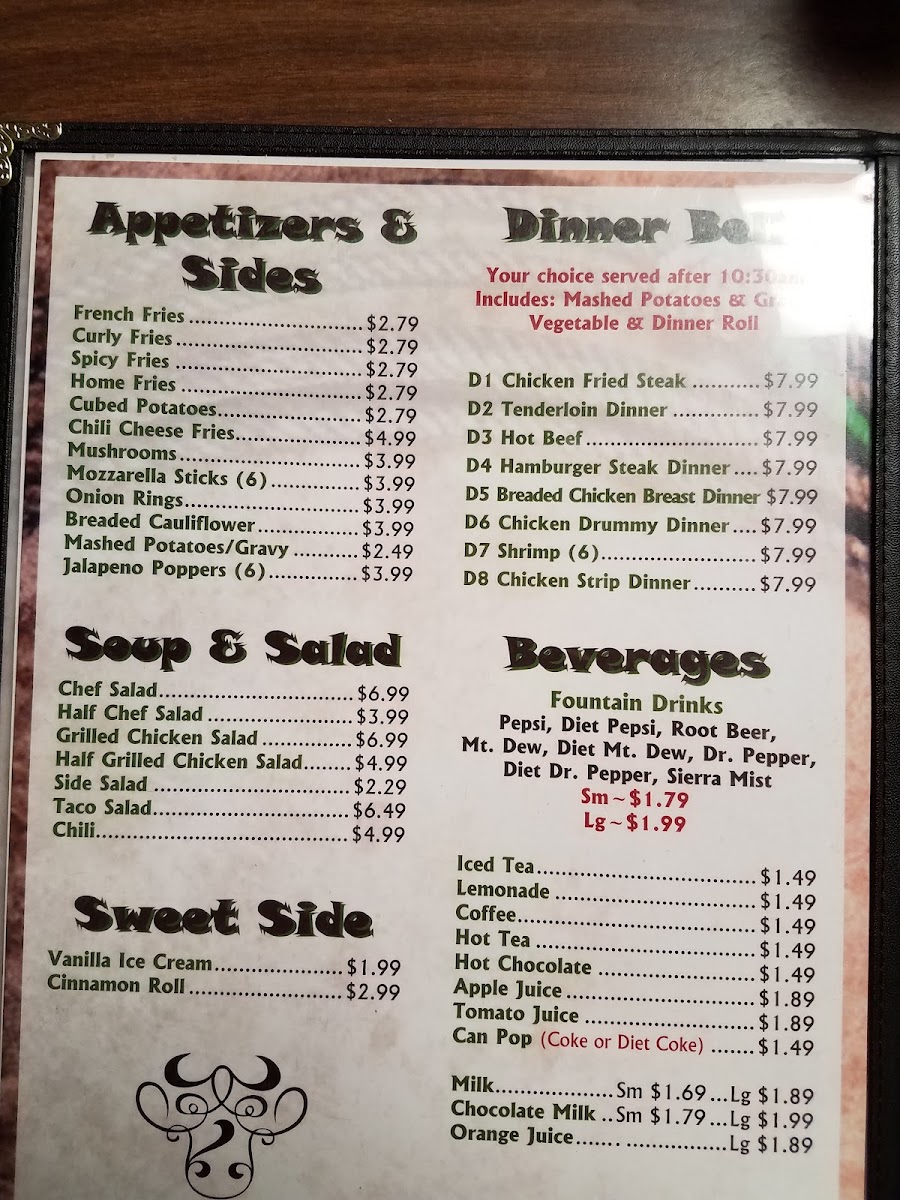 Appetizers &
Sides
French Fries ............................. $2.79
Curly Fries ............................... $2.79
Spicy Fries ............................... $2.79
Home Fries .............................. $2.79
Cubed Potatoes........................ $2.79
Chili Cheese Fries..................... $4.99
Mushrooms .............................. $3.99
Mozzarella Sticks (6) ............... $3.99
Onion Rings............................. $3.99
Breaded Cauliflower ................. $3.99
Mashed Potatoes/Gravy ........... $2.49
Jalapeno Poppers (6)............... $3.99
Soup & Salad
Chef Salad................................ $6.99
Half Chef Salad ........................ $3.99
Grilled Chicken Salad ............... $6.99
Half Grilled Chicken Salad........ $4.99
Side Salad ................................. $2.29
Taco Salad................................. $6.49
Chili.......................................... $4.99
Sweet Side
Vanilla Ice Cream..................... $1.99
Cinnamon Roll ......................... $2.99
Dinner
Your choice served after
Includes: Mashed Potatoes &
Vegetable & Dinner Roll
D1 Chicken Fried Steak ........... $7.99
D2 Tenderloin Dinner .............. $7.99
D3 Hot Beef ............................ $7.99
D4 Hamburger Steak Dinner .... $7.99
D5 Breaded Chicken Breast Dinner $7.99
D6 Chicken Drummy Dinner .... $7.99
D7 Shrimp (6).......................... $7.99
D8 Chicken Strip Dinner .......... $7.99
Beverages
Fountain Drinks
Pepsi, Diet Pepsi, Root Beer,
Mt. Dew, Diet Mt. Dew, Dr. Pepper,
Diet Dr. Pepper, Sierra Mist
Sm ~ $1.79
Lg ~ $1.99
Iced Tea.................................... $1.49
Lemonade ................................. $1.49
Coffee....................................... $1.49
Hot Tea .................................... $1.49
Hot Chocolate .......................... $1.49
Apple Juice ............................... $1.89
Tomato Juice ............................ $1.89
Can Pop (Coke or Diet Coke) ....... $1.49
Milk.................... Sm $1.69 ...Lg $1.89
Chocolate Milk ..Sm $1.79 ...Lg $1.99
Orange Juice....... .................Lg $1.89